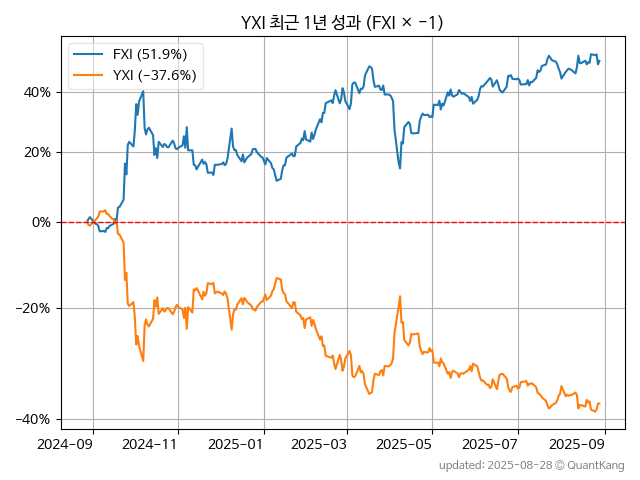 YXI 최근 1년 성과 (FXI × −1)
FXI (51.9%)
YXI (−37.6%)
40%
20%
0%
−20%
−40%
2024-09 2024-11 2025-01 2025-03 2025-05 2025-07 2025-09
updated: 2025-08-28 © QuantKang